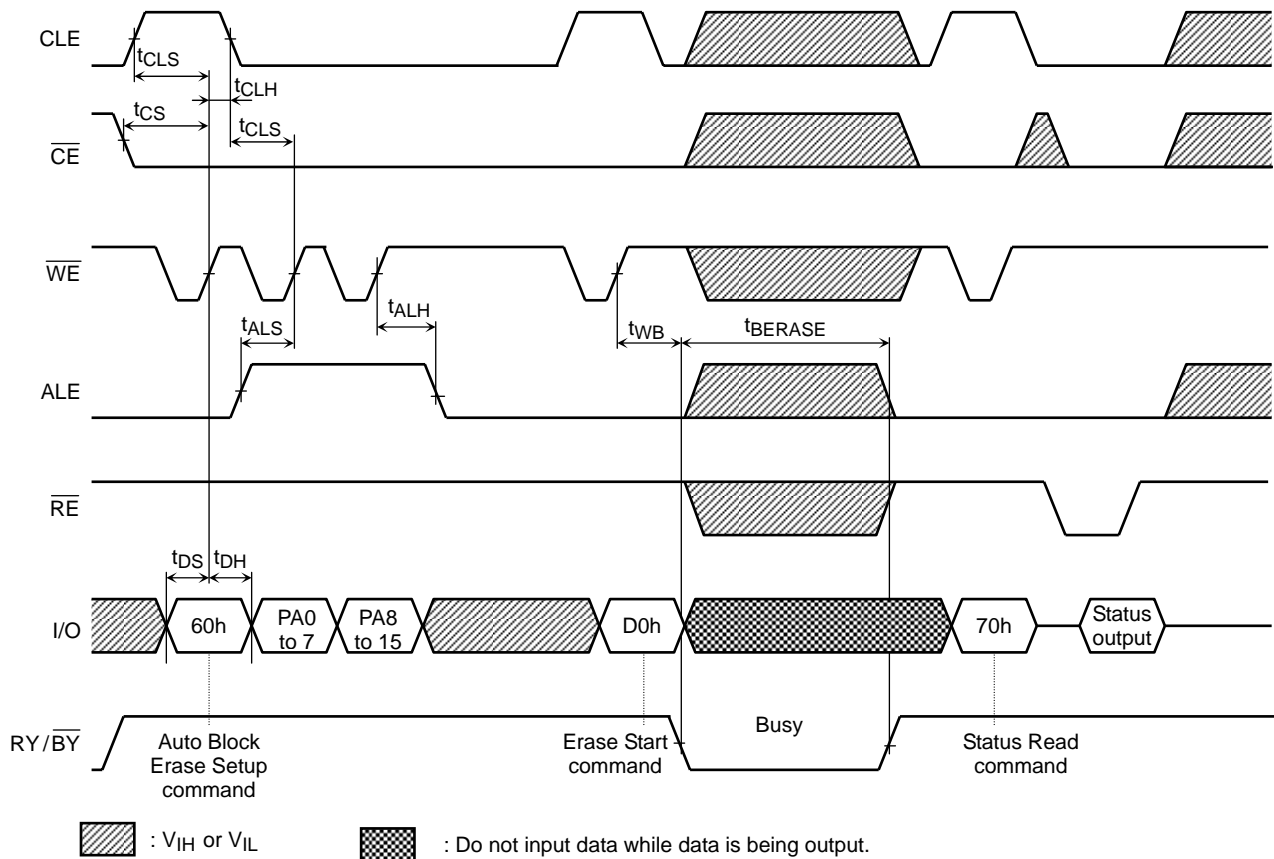 CLE
tCLS
tCLH
tCS
tCLS
CE
WE
tALS
tALH
tWB
tBERASE
ALE
RE
tDS
tDH
I/O
60h
PA0
to 7
PA8
to 15
D0h
70h
Status
output
RY/BY
Busy
Auto Block
Erase Setup
command
Erase Start
command
Status Read
command
: VIH or VIL
: Do not input data while data is being output.